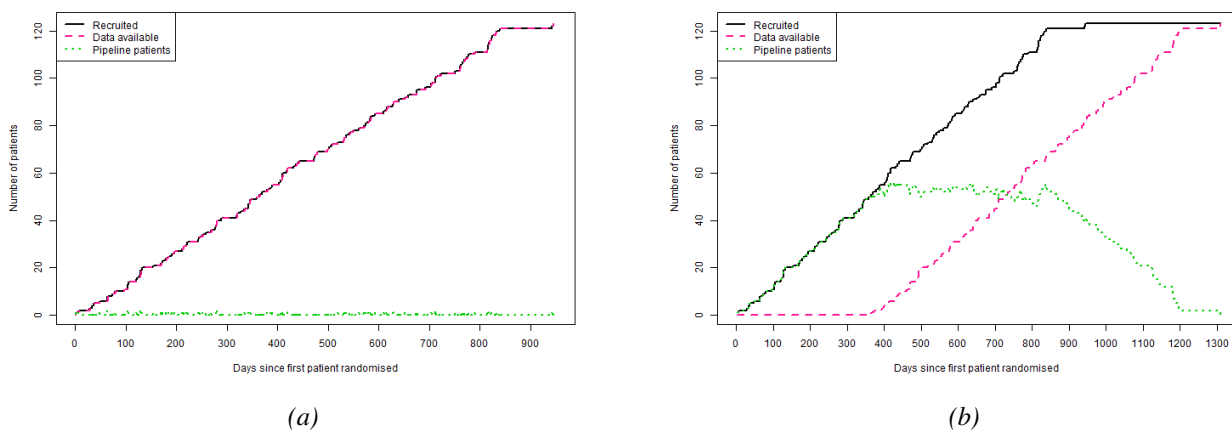 Recruited
Data available
Pipeline patients
Number of patients
0
20
40
60
80
100
120
0 100 200 300 400 500 600 700 800 900
Days since first patient randomised
(a)
Recruited
Data available
Pipeline patients
Number of patients
0
20
40
60
80
100
120
0 100 200 300 400 500 600 700 800 900 1000 1100 1200 1300
Days since first patient randomised
(b)